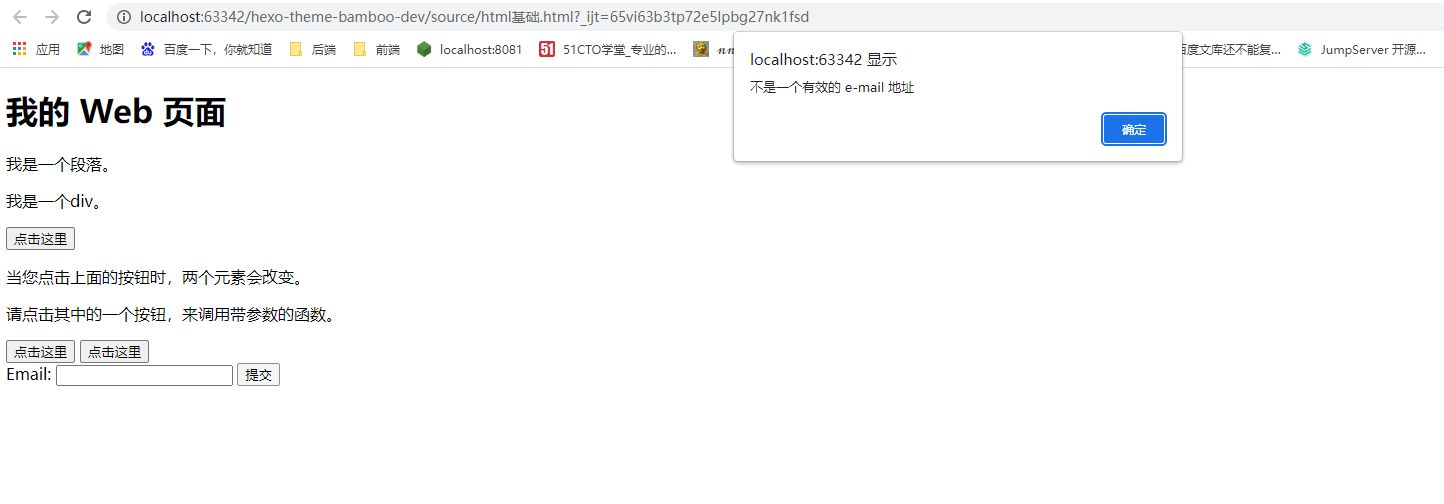 localhost:63342/hexo-theme-bamboo-dev/source/html基础.html?_ijt=65vi63b3tp72e5lpbg27nk1fsd
应用 地图 百度一下，你就知道 后端 前端 localhost:8081 51CTO学堂_专业的... 百度文库还不能复... JumpServer 开源...
localhost:63342 显示
不是一个有效的 e-mail 地址
确定
我的 Web 页面
我是一个段落。
我是一个div。
点击这里
当您点击上面的按钮时，两个元素会改变。
请点击其中的一个按钮，来调用带参数的函数。
点击这里 点击这里
Email: 提交